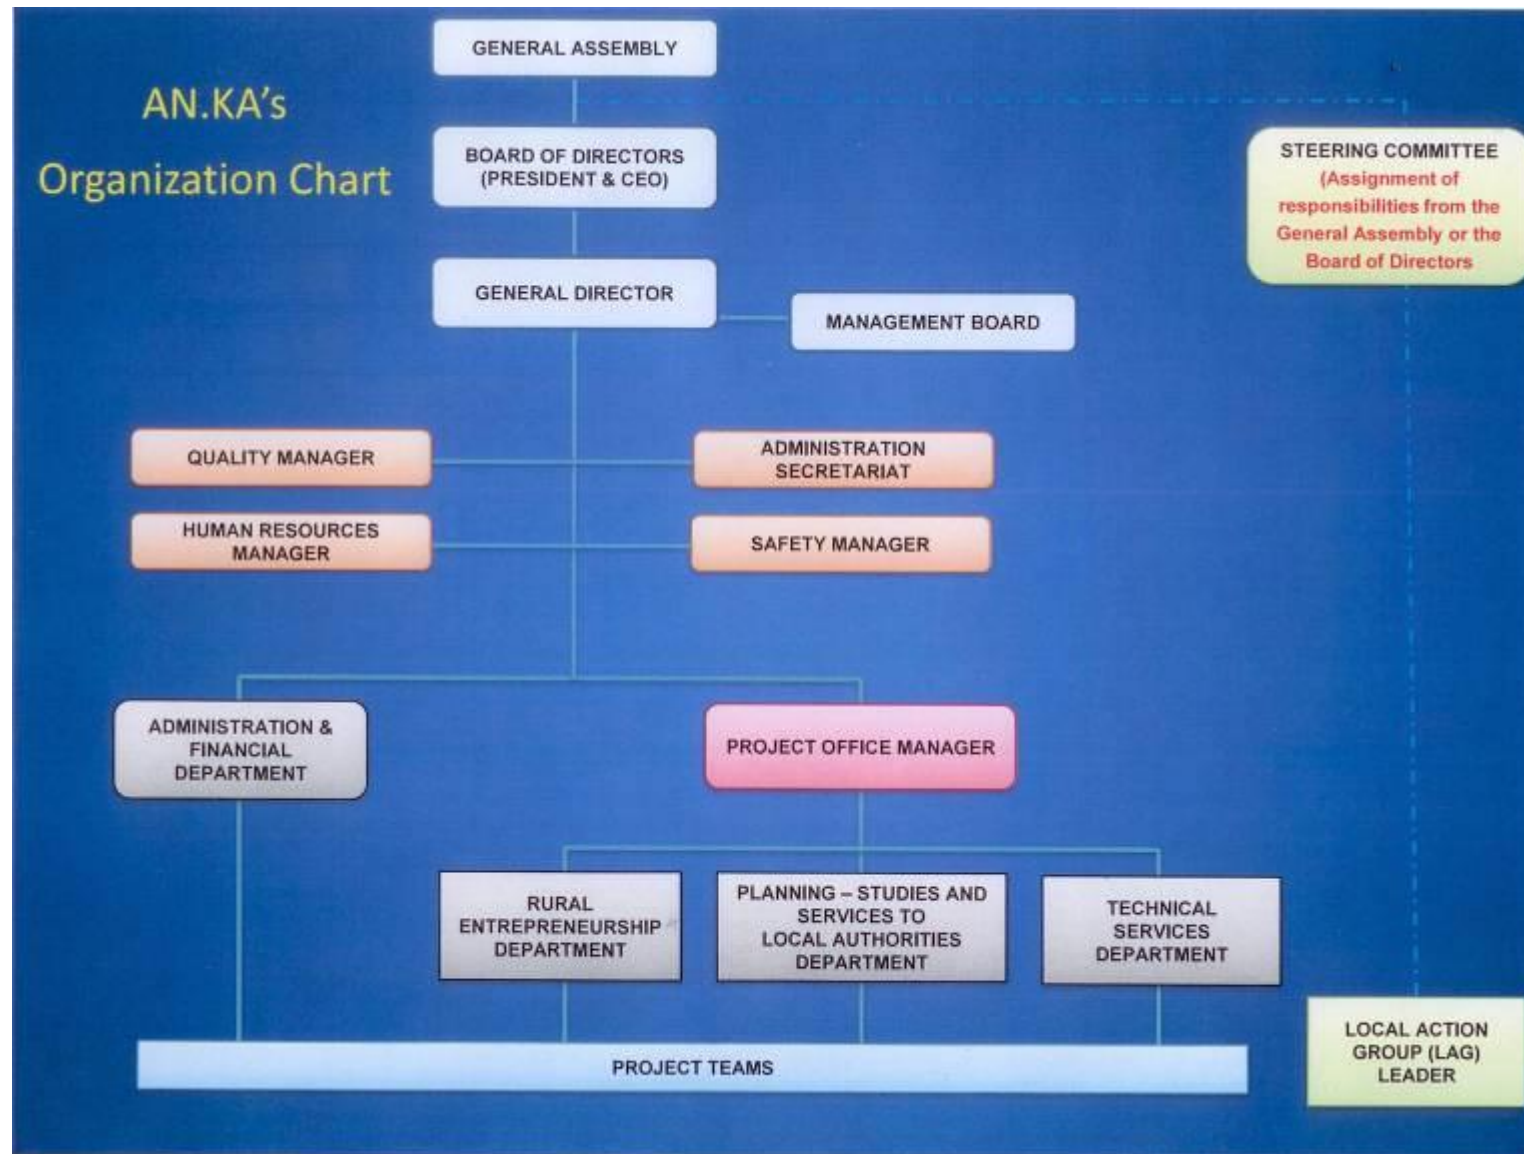 GENERAL ASSEMBLY
AN.KA's
Organization Chart
BOARD OF DIRECTORS
(PRESIDENT & CEO)
STEERING COMMITTEE
(Assignment of
responsibilities from the
General Assembly or the
Board of Directors
GENERAL DIRECTOR
MANAGEMENT BOARD
QUALITY MANAGER
ADMINISTRATION
SECRETARIAT
HUMAN RESOURCES
MANAGER
SAFETY MANAGER
ADMINISTRATION &
FINANCIAL
DEPARTMENT
PROJECT OFFICE MANAGER
RURAL
ENTREPRENEURSHIP
DEPARTMENT
PLANNING – STUDIES AND
SERVICES TO
LOCAL AUTHORITIES
DEPARTMENT
TECHNICAL
SERVICES
DEPARTMENT
PROJECT TEAMS
LOCAL ACTION
GROUP (LAG)
LEADER